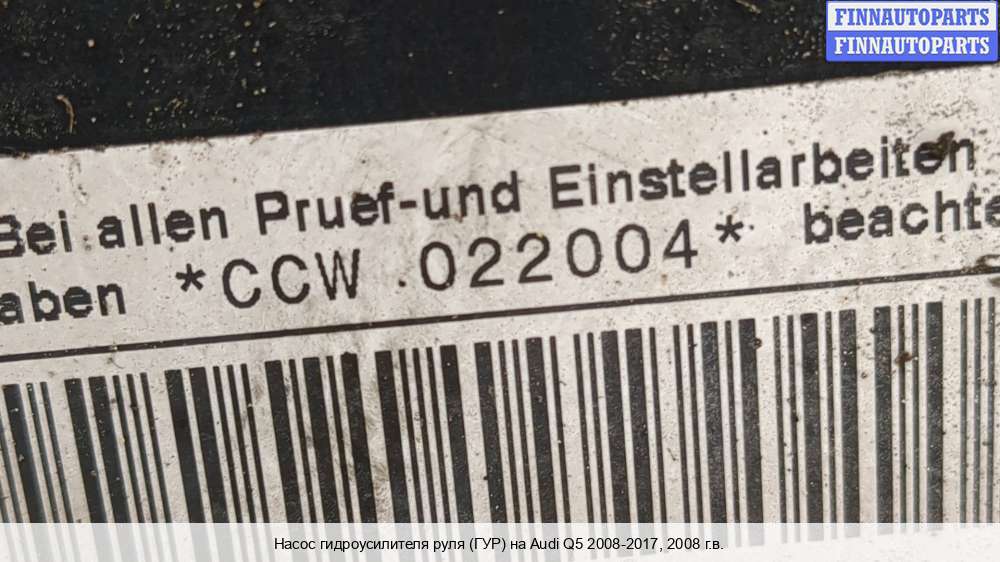 FINNAUTOPARTS
FINNAUTOPARTS
Bei allen Pruef-und Einstellarbeiten
aben *CCW 022004* beachte
Насос гидроусилителя руля (ГУР) на Audi Q5 2008-2017, 2008 г.в.